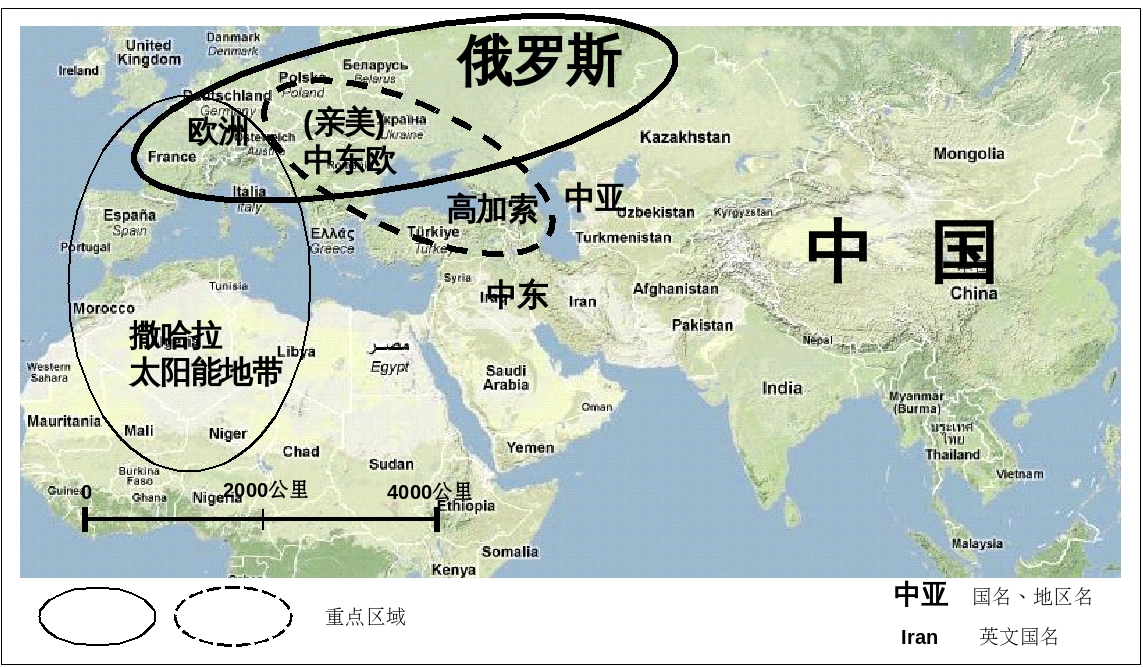 Danmark
Denmark
United
Kingdom
俄罗斯
Ireland
Беларусь
Belarus
Polska
Poland
Deutschland
Germany
(亲美)
Україна
Ukraine
欧洲
Österreich
Austria
Kazakhstan
France
中东欧
Mongolia
Italia
Italy
高加索
中亚
España
Spain
Uzbekistan
Kyrgyzstan
Portugal
Ελλάς
Greece
Türkiye
Turkey
Turkmenistan
中 国
China
Syria
Tunisia
Iraq
中东
Iran
Afghanistan
Morocco
Pakistan
撒哈拉
太阳能地带
Libya
مصر
Egypt
Nepal
Western
Sahara
Saudi
Arabia
India
Oman
Myanmar
(Burma)
Mauritania
Mali
Niger
ประเทศ
ไทย
Thailand
Chad
Yemen
Sudan
Vietnam
Burkina
Faso
Guinea
0
Ghana
Nigeria
2000公里
4000公里
Ethiopia
Somalia
Malaysia
Kenya
重点区域
中亚 国名、地区名
Iran 英文国名